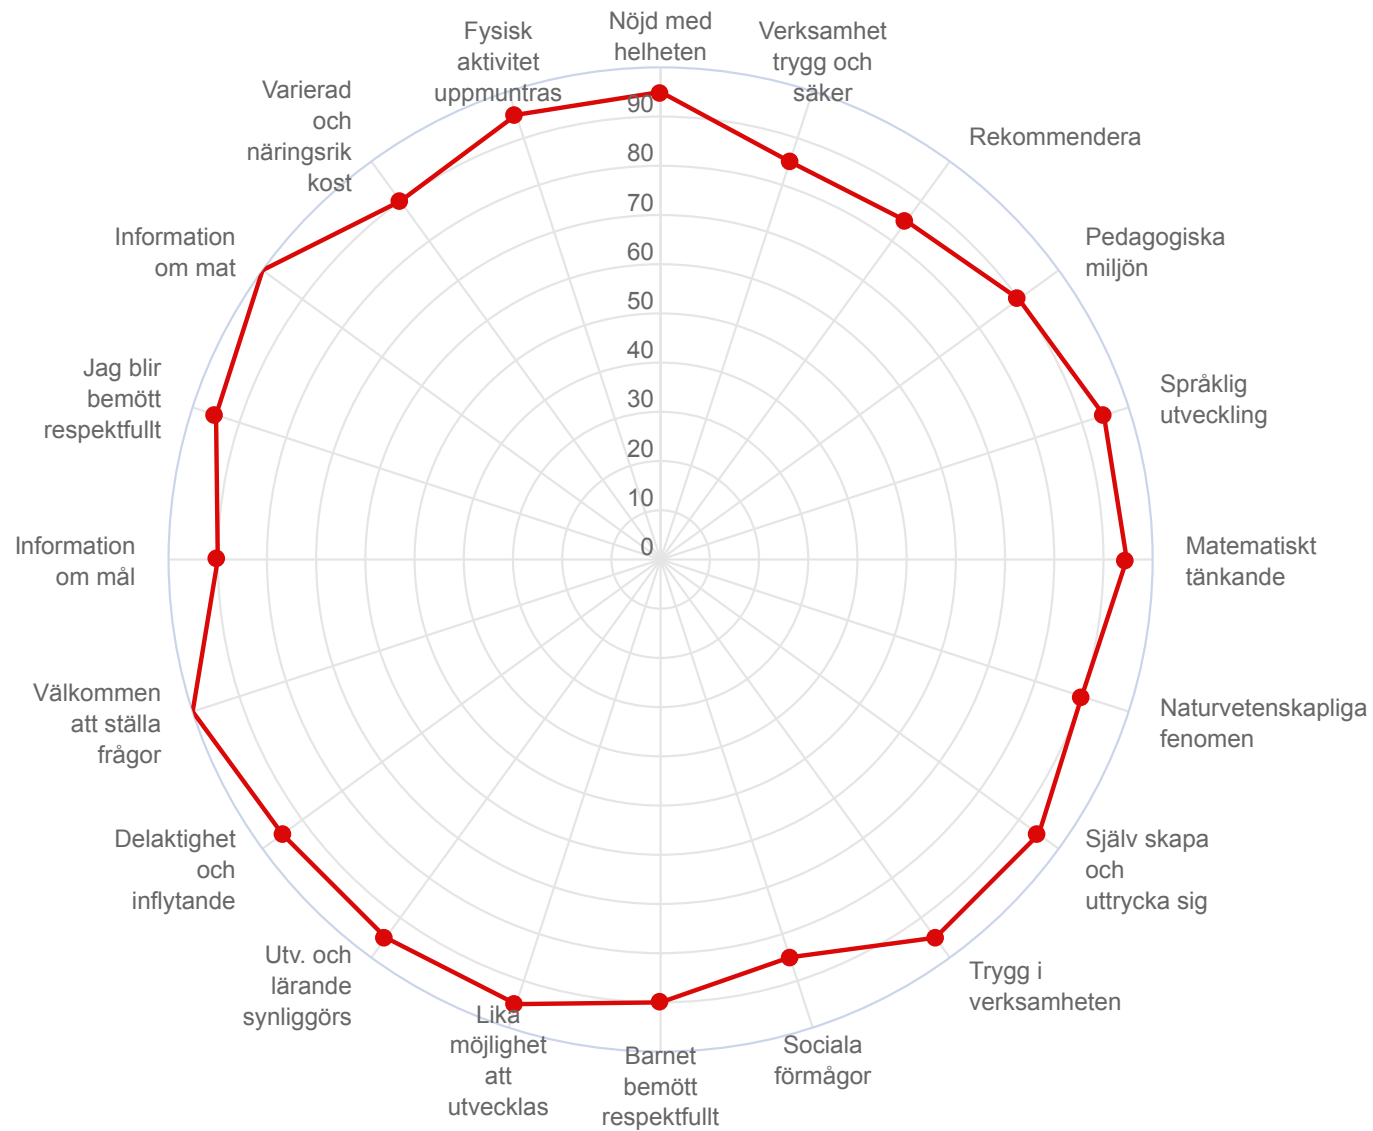 Nöjd med
helheten
Verksamhet
trygg och
säker
Rekommendera
Pedagogiska
miljön
Språklig
utveckling
Matematiskt
tänkande
Naturvetenskapliga
fenomen
Själv skapa
och
uttrycka sig
Trygg i
verksamheten
Sociala
förmågor
Barnet
bemött
respektfullt
Lika
möjlighet
att
utvecklas
Utv. och
lärande
synliggörs
Delaktighet
och
inflytande
Välkommen
att ställa
frågor
Information
om mål
Jag blir
bemött
respektfullt
Information
om mat
Varierad
och
näringsrik
kost
Fysisk
aktivitet
uppmuntras
90
80
70
60
50
40
30
20
10
0